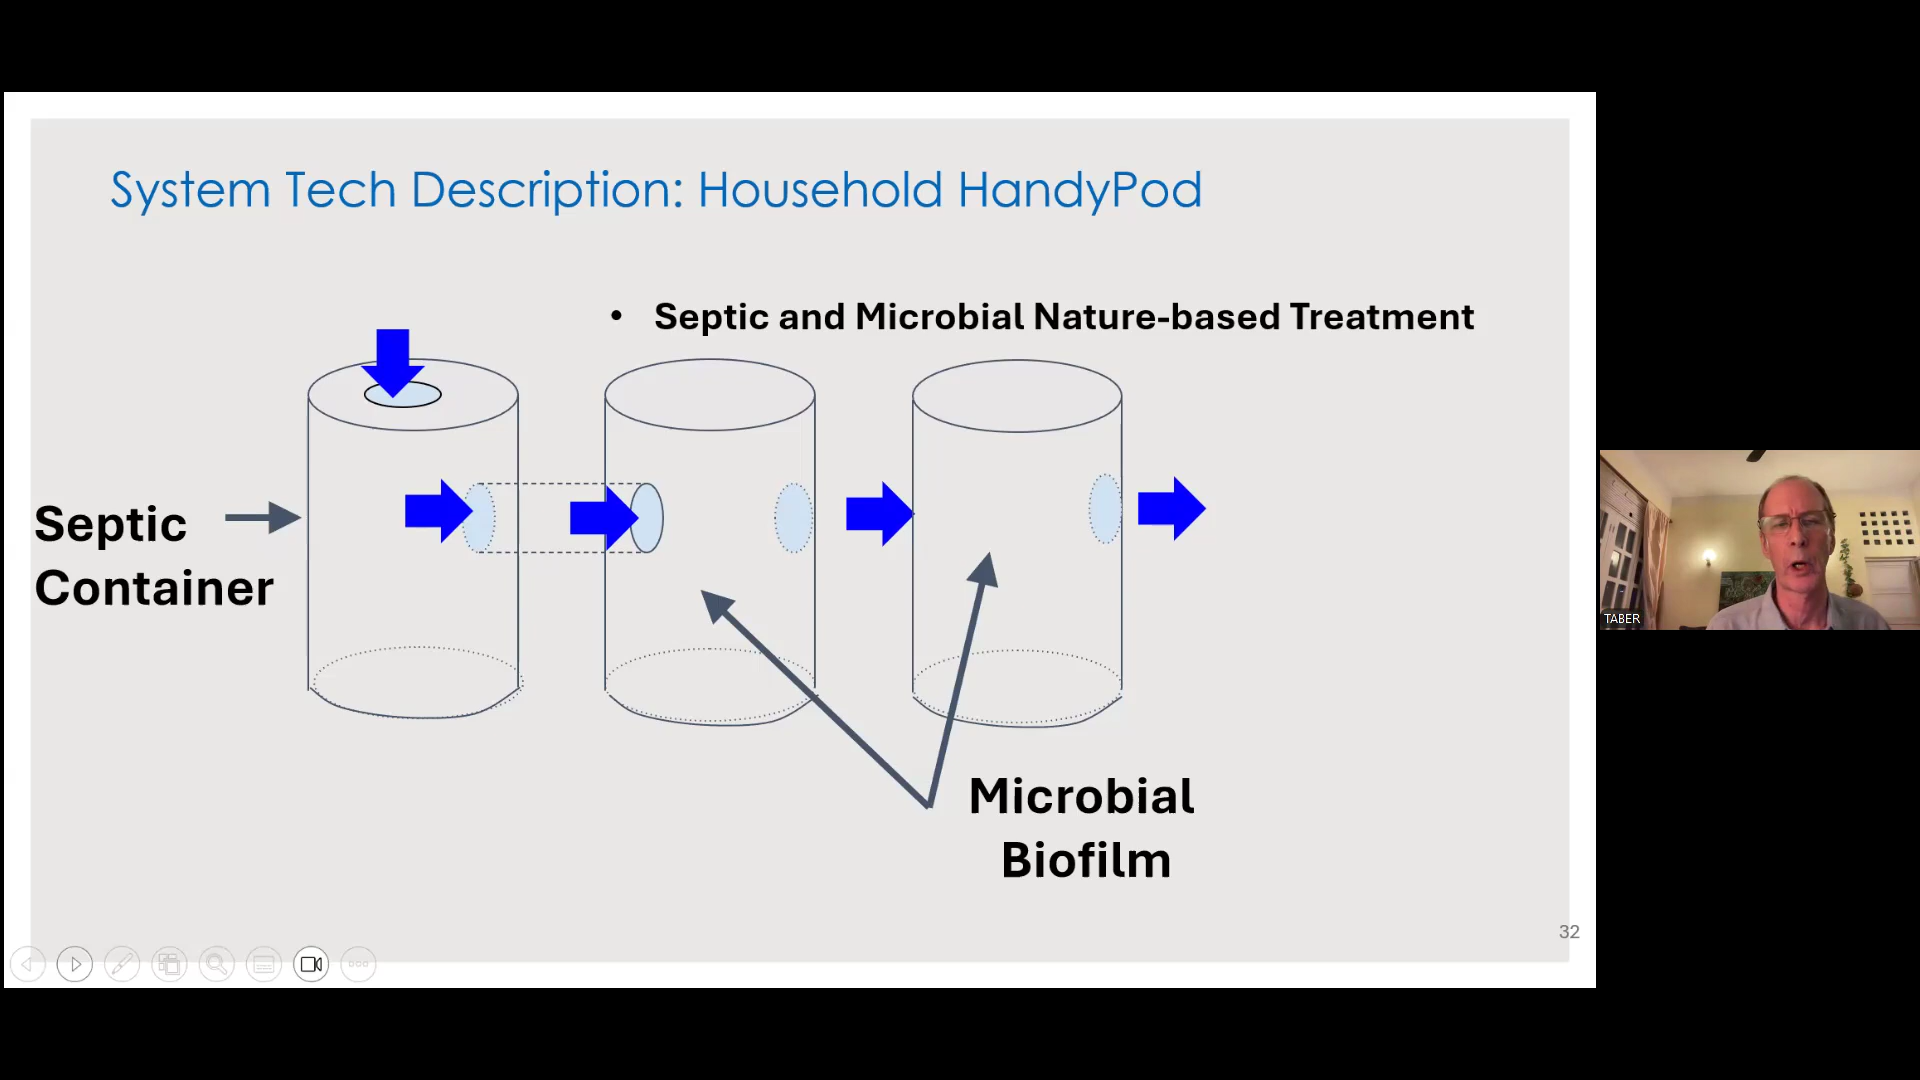 System Tech Description: Household HandyPod
• Septic and Microbial Nature-based Treatment
Septic
Container
Microbial
Biofilm
32
TABER